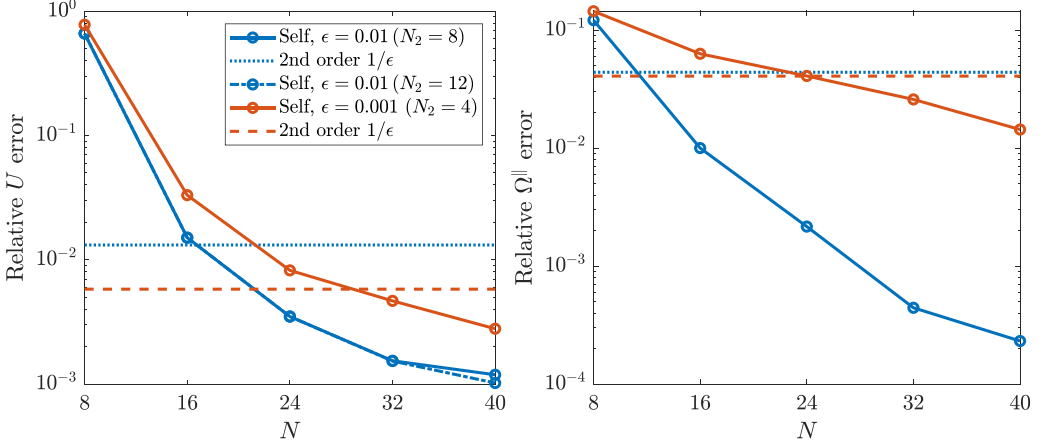 10⁰
10⁻¹
10⁻²
10⁻³
Relative U error
8 16 24 32 40
N
Self, ϵ = 0.01 (N₂ = 8)
2nd order 1/ϵ
Self, ϵ = 0.01 (N₂ = 12)
Self, ϵ = 0.001 (N₂ = 4)
2nd order 1/ϵ
10⁻¹
10⁻²
10⁻³
10⁻⁴
Relative Ω^∥ error
8 16 24 32 40
N